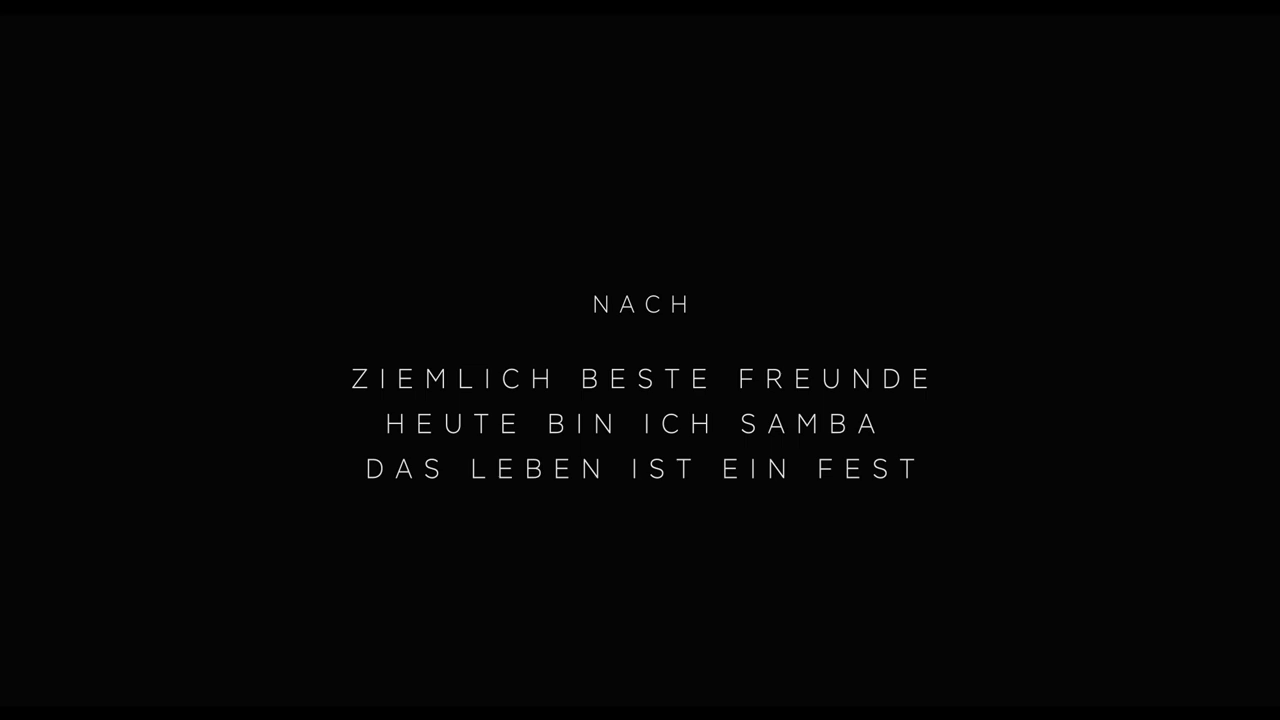 NACH
ZIEMLICH BESTE FREUNDE
HEUTE BIN ICH SAMBA
DAS LEBEN IST EIN FEST